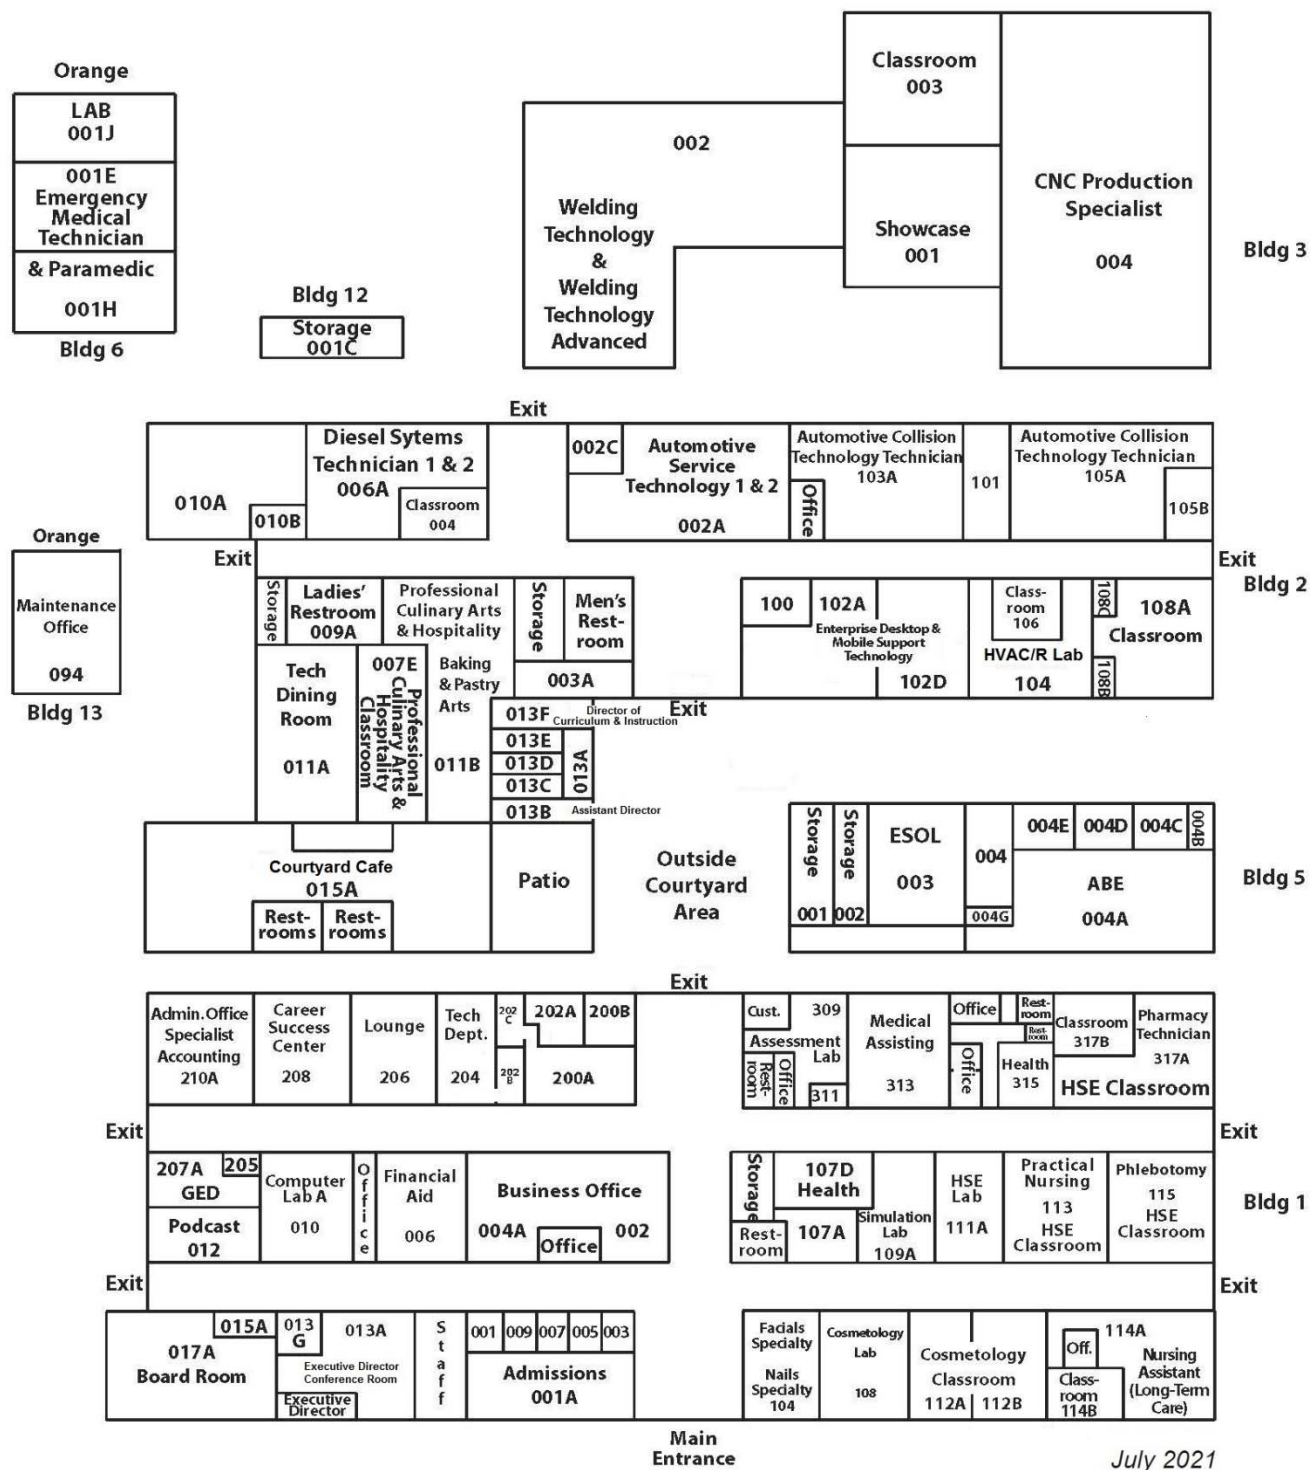 Orange
LAB
001J
001E
Emergency
Medical
Technician
& Paramedic
001H
Bldg 6
Bldg 12
Storage
001C
002
Welding
Technology
&
Welding
Technology
Advanced
Classroom
003
Showcase
001
CNC Production
Specialist
004
Bldg 3
Exit
010A
010B
Diesel Sytems
Technician 1 & 2
006A
Classroom
004
002C
Automotive
Service
Technology 1 & 2
002A
Automotive Collision
Technology Technician
103A
Office
101
Automotive Collision
Technology Technician
105A
105B
Exit
Exit
Bldg 2
Orange
Maintenance
Office
094
Bldg 13
Storage
Ladies'
Restroom
009A
Professional
Culinary Arts
& Hospitality
Storage
Men's
Rest-
room
003A
Tech
Dining
Room
011A
007E
Professional
Culinary Arts &
Hospitality
Classroom
Baking
& Pastry
Arts
011B
013F
Director of
Curriculum & Instruction
013E
013D
013C
013A
013B
Assistant Director
Exit
100
102A
Enterprise Desktop &
Mobile Support
Technology
102D
Class-
room
106
HVAC/R Lab
104
108C
108A
Classroom
108B
Courtyard Cafe
015A
Rest-
rooms
Rest-
rooms
Patio
Outside
Courtyard
Area
Storage
001
Storage
002
ESOL
003
004
004G
004E
004D
004C
004B
ABE
004A
Bldg 5
Exit
Admin. Office
Specialist
Accounting
210A
Career
Success
Center
208
Lounge
206
Tech
Dept.
204
202
C
202
B
202A
200B
200A
Cust.
309
Assessment
Lab
Rest-
room
Office
311
Medical
Assisting
313
Office
Office
Rest-
room
Rest-
room
Health
315
Classroom
317B
Pharmacy
Technician
317A
HSE Classroom
Exit
Exit
207A
GED
205
Podcast
012
Computer
Lab A
010
Office
Financial
Aid
006
Business Office
004A
Office
002
Storage
Rest-
room
107D
Health
107A
Simulation
Lab
109A
HSE
Lab
111A
Practical
Nursing
113
HSE
Classroom
Phlebotomy
115
HSE
Classroom
Bldg 1
Exit
Exit
015A
017A
Board Room
013
G
013A
Executive Director
Conference Room
Executive
Director
Staff
001
009
007
005
003
Admissions
001A
Facials
Specialty
Nails
Specialty
104
Cosmetology
Lab
108
Cosmetology
Classroom
112A
112B
Off.
114A
Class-
room
114B
Nursing
Assistant
(Long-Term
Care)
Main
Entrance
July 2021